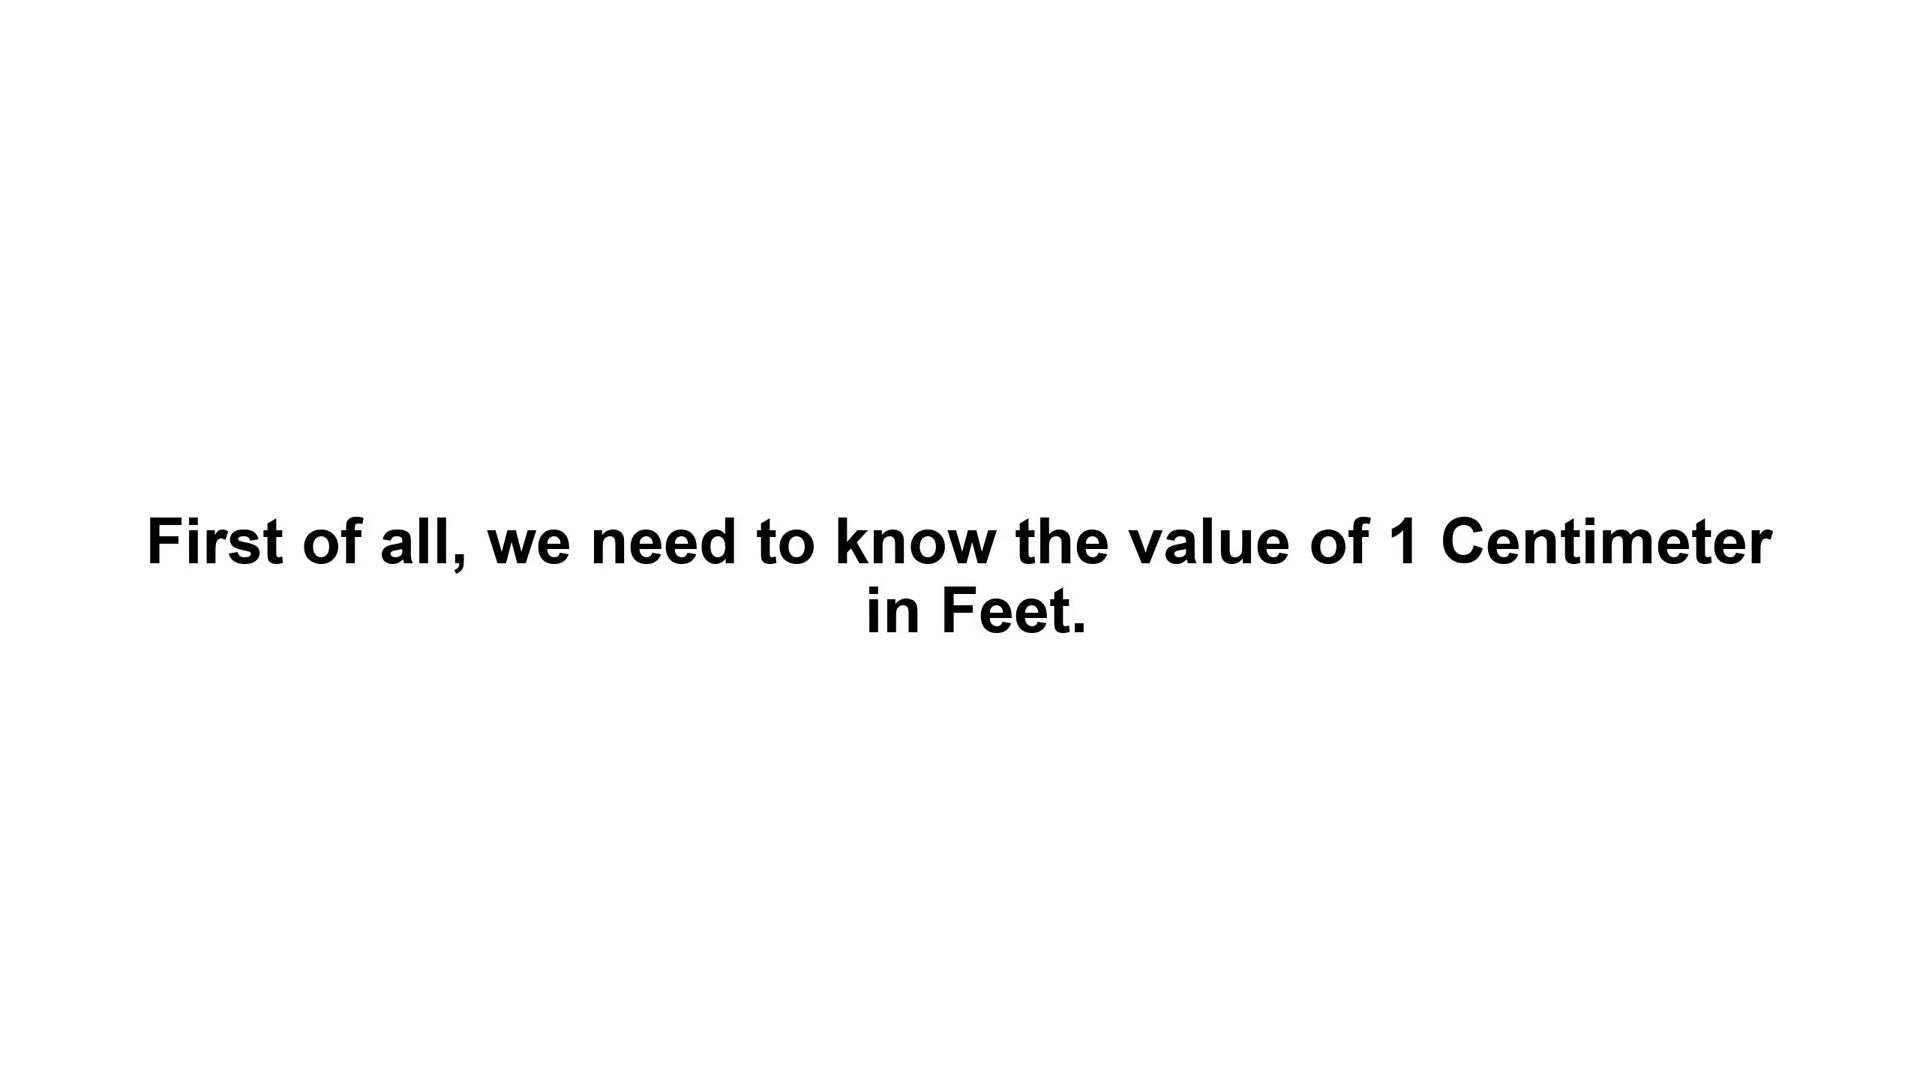 First of all, we need to know the value of 1 Centimeter
in Feet.